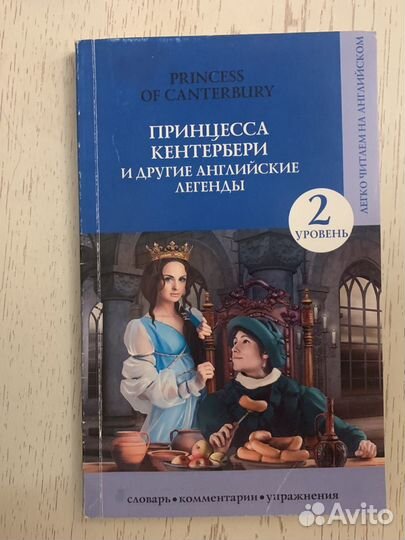 PRINCESS
OF CANTERBURY
ПРИНЦЕССА
КЕНТЕРБЕРИ
И ДРУГИЕ АНГЛИЙСКИЕ
ЛЕГЕНДЫ
2
УРОВЕНЬ
ЛЕГКО ЧИТАЕМ НА АНГЛИЙСКОМ
словарь • комментарии • упражнения
Avito